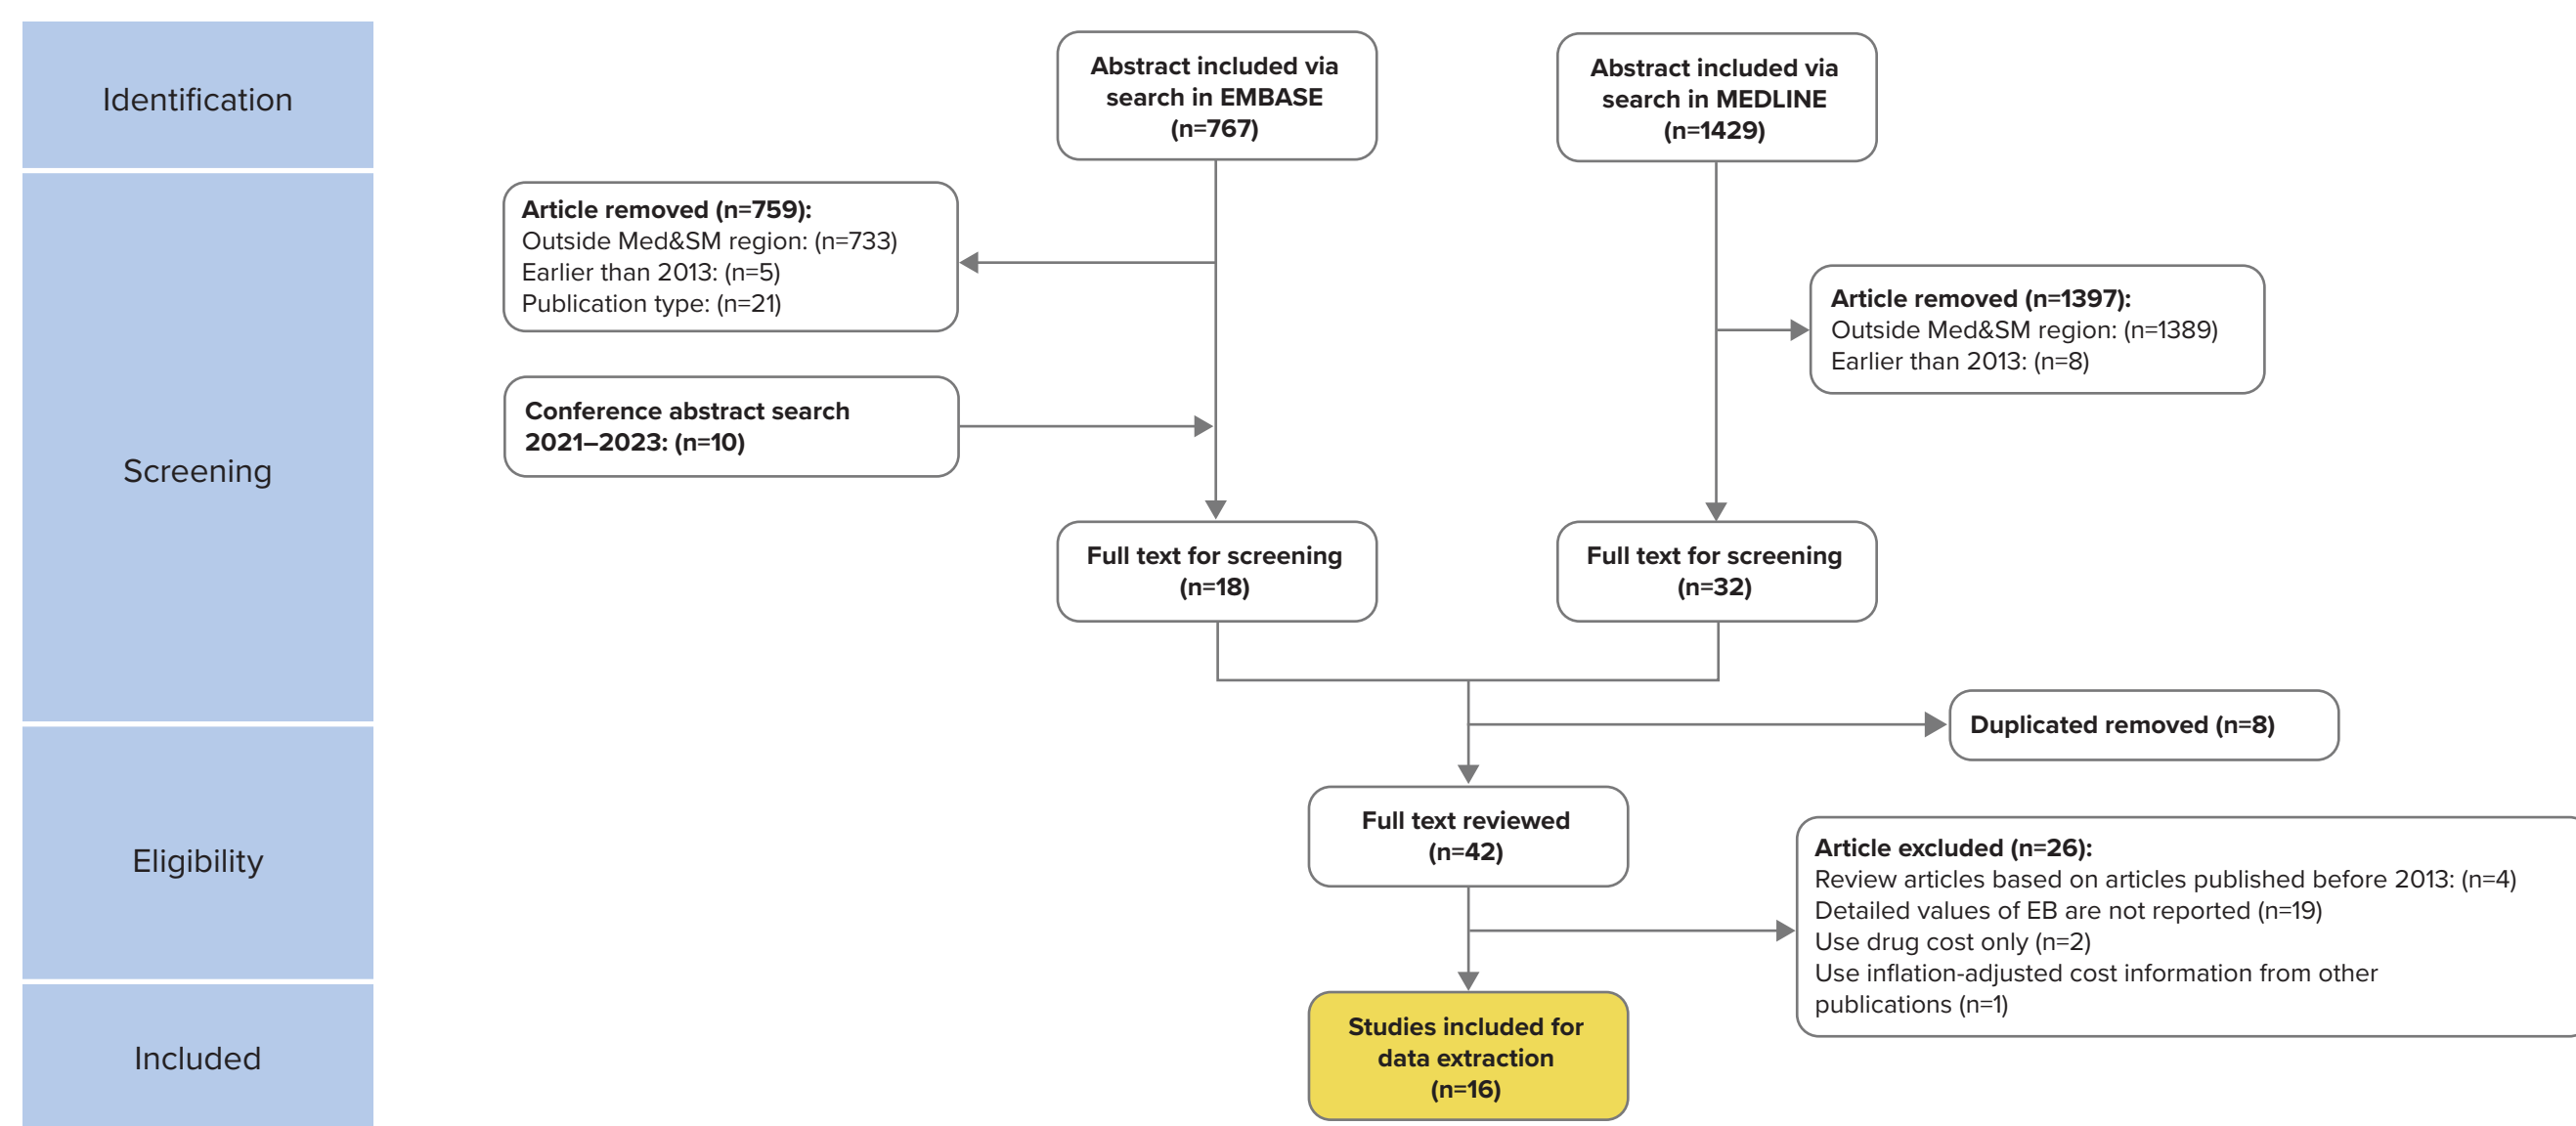 Identification
Abstract included via
search in EMBASE
(n=767)
Abstract included via
search in MEDLINE
(n=1429)
Screening
Article removed (n=759):
Outside Med&SM region: (n=733)
Earlier than 2013: (n=5)
Publication type: (n=21)
Article removed (n=1397):
Outside Med&SM region: (n=1389)
Earlier than 2013: (n=8)
Conference abstract search
2021–2023: (n=10)
Full text for screening
(n=18)
Full text for screening
(n=32)
Duplicated removed (n=8)
Eligibility
Full text reviewed
(n=42)
Article excluded (n=26):
Review articles based on articles published before 2013: (n=4)
Detailed values of EB are not reported (n=19)
Use drug cost only (n=2)
Use inflation-adjusted cost information from other
publications (n=1)
Included
Studies included for
data extraction
(n=16)